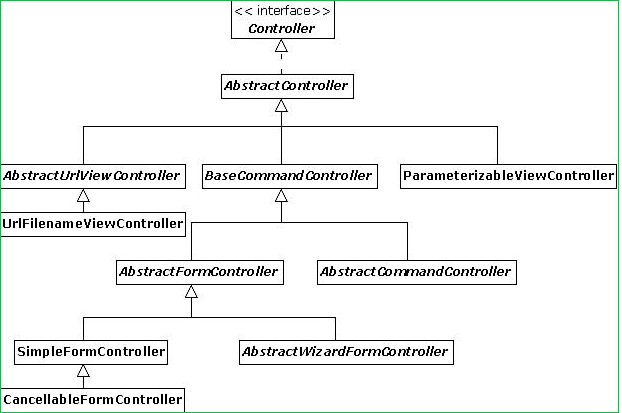 << interface>>
Controller
AbstractController
AbstractUrlViewController
BaseCommandController
ParameterizableViewController
UrlFilenameViewController
AbstractFormController
AbstractCommandController
SimpleFormController
AbstractWizardFormController
CancellableFormController